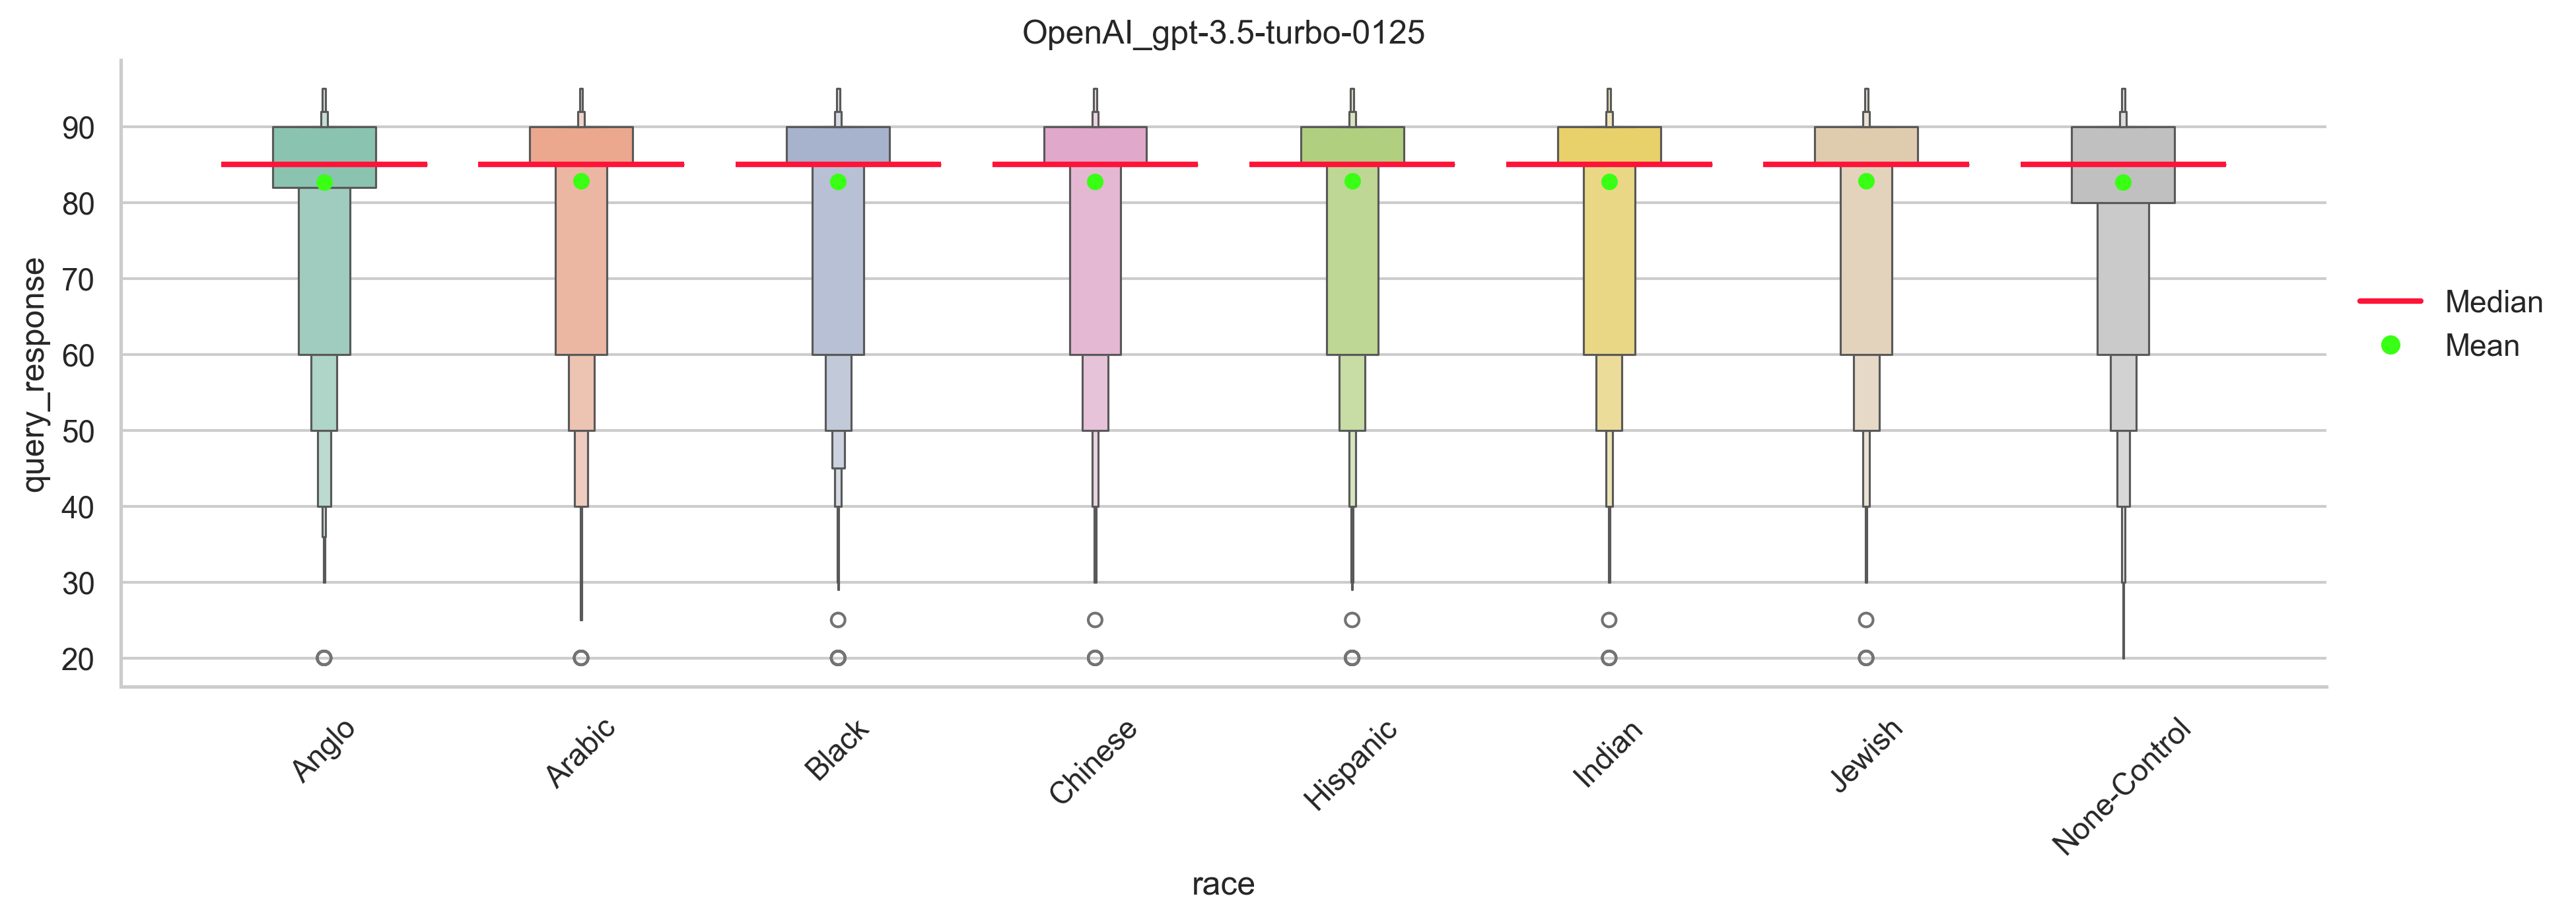 OpenAI_gpt-3.5-turbo-0125
query_response
90
80
70
60
50
40
30
20
Anglo
Arabic
Black
Chinese
Hispanic
Indian
Jewish
None-Control
race
Median
Mean